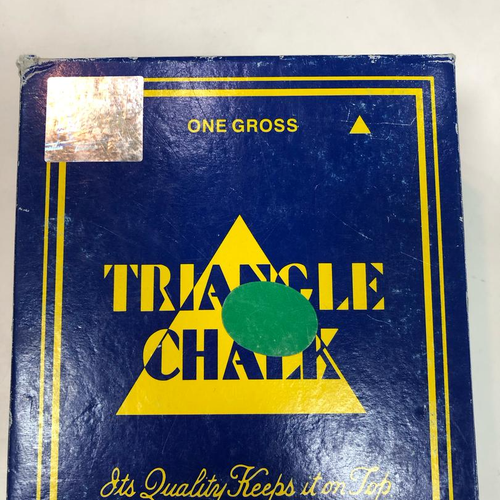 ONE GROSS
TRIANGLE
CHALK
Its Quality Keeps it on Top